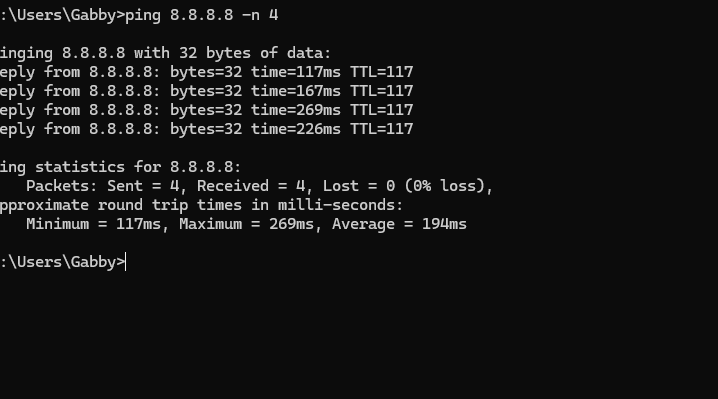 :\Users\Gabby>ping 8.8.8.8 -n 4
inging 8.8.8.8 with 32 bytes of data:
eply from 8.8.8.8: bytes=32 time=117ms TTL=117
eply from 8.8.8.8: bytes=32 time=167ms TTL=117
eply from 8.8.8.8: bytes=32 time=269ms TTL=117
eply from 8.8.8.8: bytes=32 time=226ms TTL=117
ing statistics for 8.8.8.8:
Packets: Sent = 4, Received = 4, Lost = 0 (0% loss),
pproximate round trip times in milli-seconds:
Minimum = 117ms, Maximum = 269ms, Average = 194ms
:\Users\Gabby>